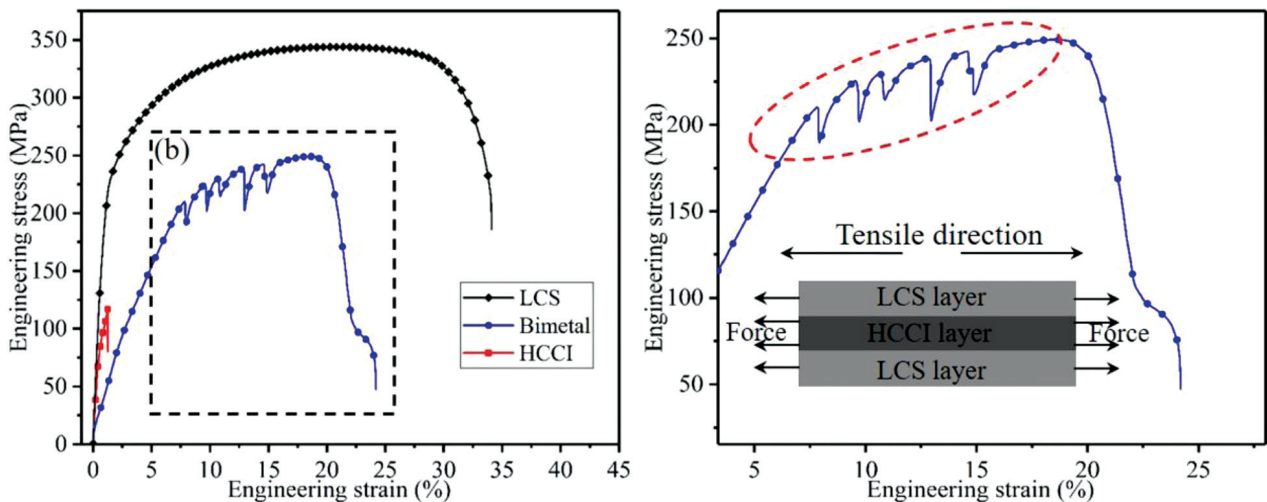 350
300
250
200
150
100
50
0
Engineering stress (MPa)
(b)
LCS
Bimetal
HCCI
0 5 10 15 20 25 30 35 40 45
Engineering strain (%)
250
200
150
100
50
Engineering stress (MPa)
Tensile direction
LCS layer
Force HCCI layer Force
LCS layer
5 10 15 20 25
Engineering strain (%)